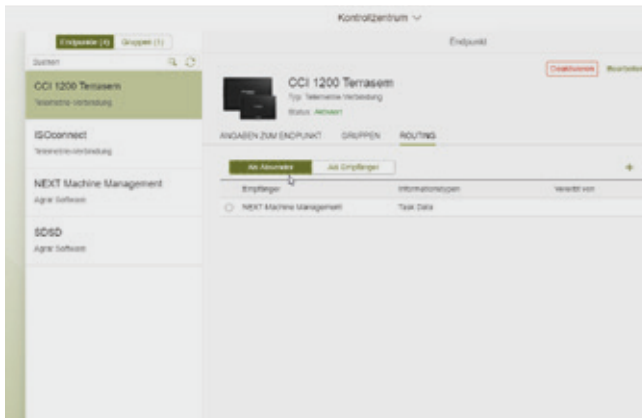 Kontrollzentrum
Endpunkte (4) Gruppen (1)
Endpunkt
Suchen
Deaktivieren Bearbeiten
CCI 1200 Terrasem
Telemetrie-Verbindung
CCI 1200 Terrasem
Typ: Telemetrie-Verbindung
Status: Aktiviert
ISOconnect
Telemetrie-Verbindung
ANGABEN ZUM ENDPUNKT GRUPPEN ROUTING
Als Absender Als Empfänger
NEXT Machine Management
Agrar Software
Empfänger Informationstypen Vererbt von
NEXT Machine Management Task Data
SDSD
Agrar Software